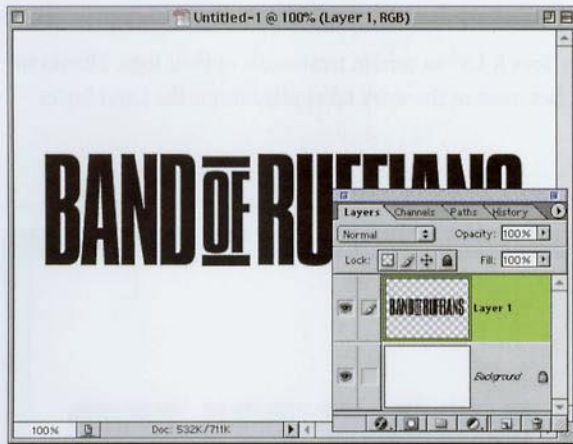 Untitled-1 @ 100% (Layer 1, RGB)
BAND OF RUFFIANS
Layers Channels Paths History
Normal Opacity: 100%
Lock: Fill: 100%
BAND OF RUFFIANS Layer 1
Background
100% Doc: 532K/711K